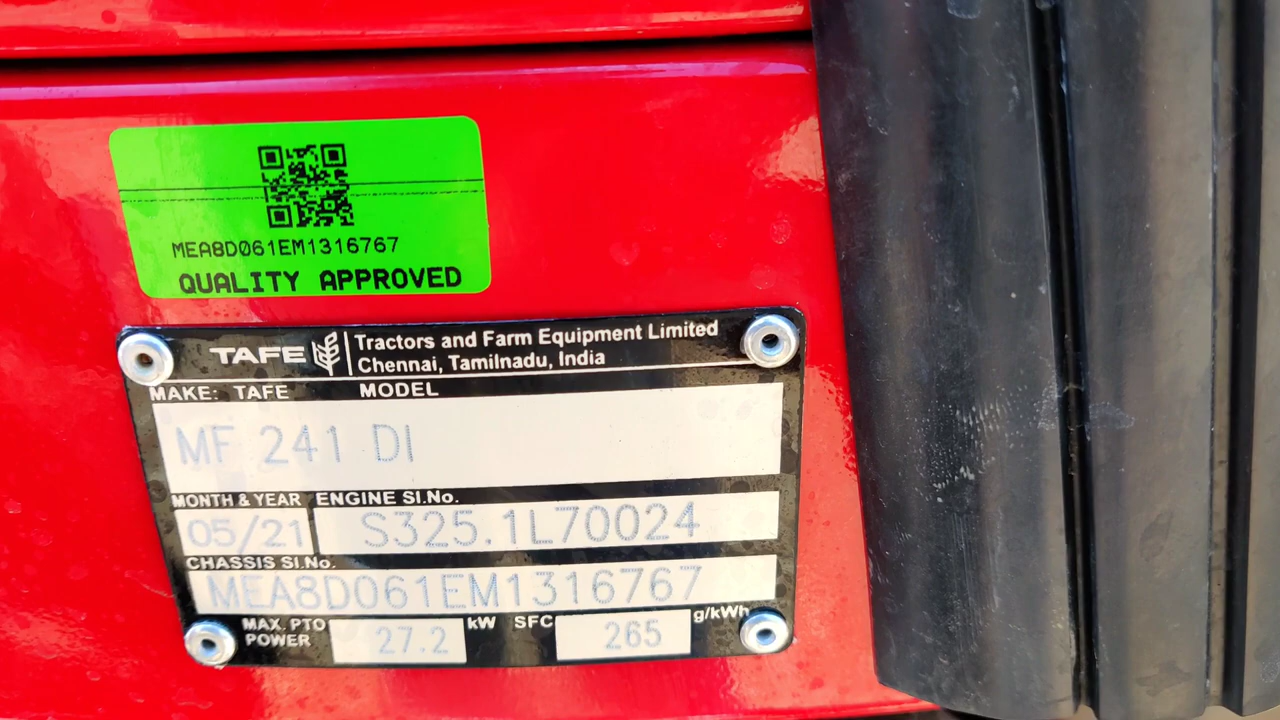 MEA8D061EM1316767
QUALITY APPROVED
TAFE
Tractors and Farm Equipment Limited
Chennai, Tamilnadu, India
MAKE: TAFE MODEL
MF 241 DI
MONTH & YEAR ENGINE Sl.No.
05/21 S325.1L70024
CHASSIS Sl.No.
MEA8D061EM1316767
MAX. PTO POWER 27.2 kW SFC 265 g/kWh